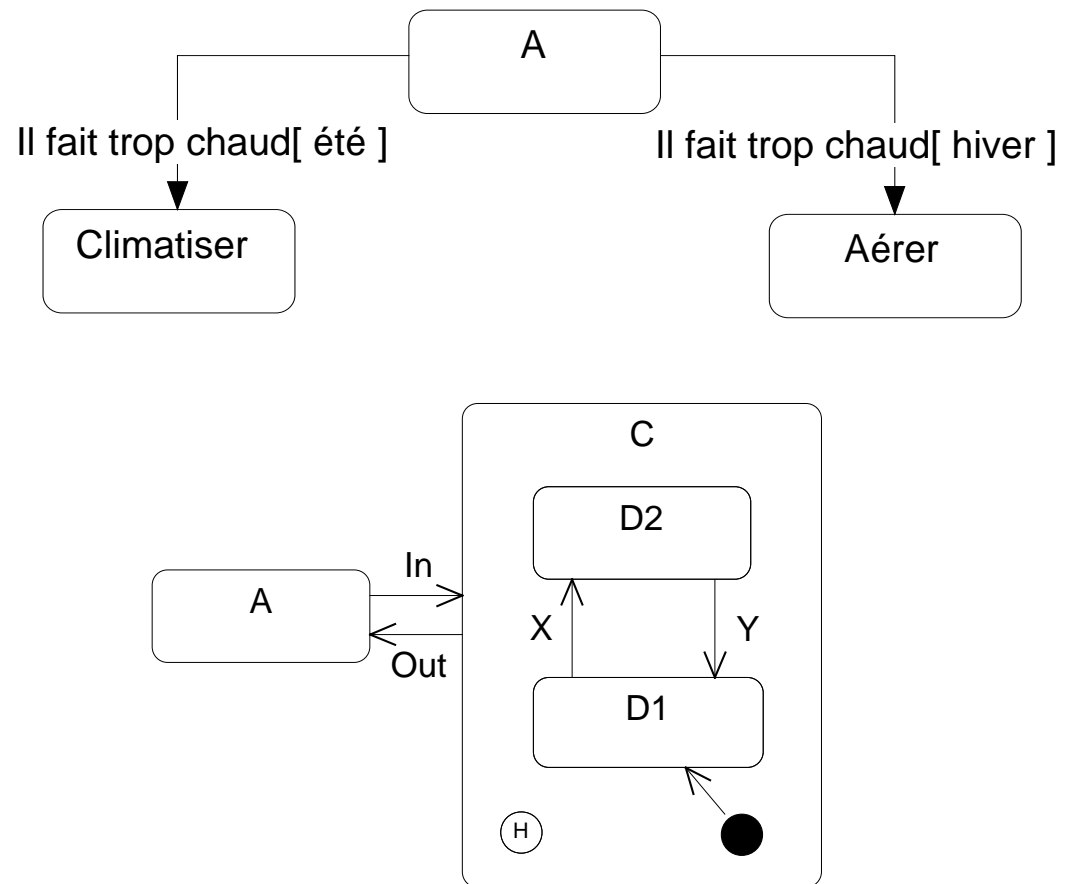 A
Il fait trop chaud[ été ]
Il fait trop chaud[ hiver ]
Climatiser
Aérer
C
D2
In
A
X
Y
Out
D1
H